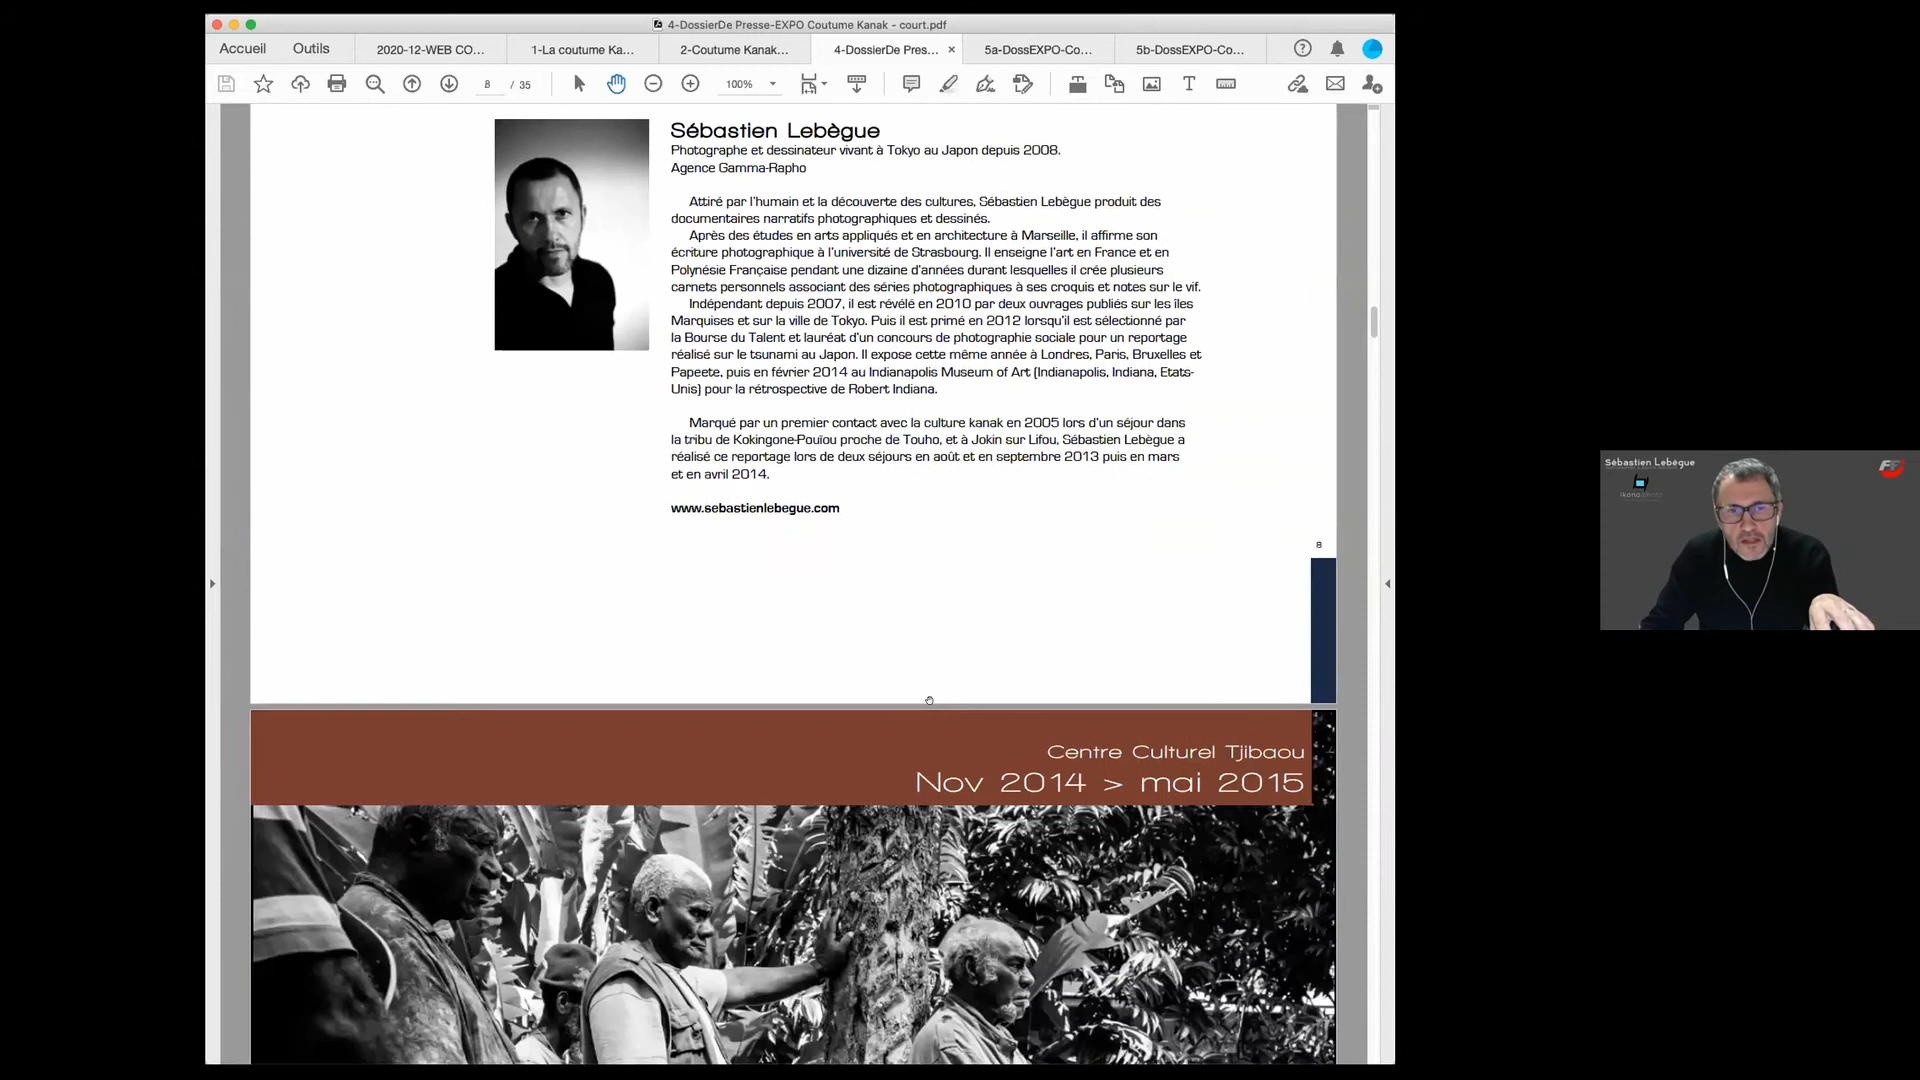 4-DossierDe Presse-EXPO Coutume Kanak - court.pdf
Accueil
Outils
2020-12-WEB CO...
1-La coutume Ka...
2-Coutume Kanak...
4-DossierDe Pres...
5a-DossEXPO-Co...
5b-DossEXPO-Co...
8 / 35
100%
Sébastien Lebègue
Photographe et dessinateur vivant à Tokyo au Japon depuis 2008.
Agence Gamma-Rapho
Attiré par l'humain et la découverte des cultures, Sébastien Lebègue produit des
documentaires narratifs photographiques et dessinés.
Après des études en arts appliqués et en architecture à Marseille, il affirme son
écriture photographique à l'université de Strasbourg. Il enseigne l'art en France et en
Polynésie Française pendant une dizaine d'années durant lesquelles il crée plusieurs
carnets personnels associant des séries photographiques à ses croquis et notes sur le vif.
Indépendant depuis 2007, il est révélé en 2010 par deux ouvrages publiés sur les îles
Marquises et sur la ville de Tokyo. Puis il est primé en 2012 lorsqu'il est sélectionné par
la Bourse du Talent et lauréat d'un concours de photographie sociale pour un reportage
réalisé sur le tsunami au Japon. Il expose cette même année à Londres, Paris, Bruxelles et
Papeete, puis en février 2014 au Indianapolis Museum of Art (Indianapolis, Indiana, Etats-
Unis) pour la rétrospective de Robert Indiana.
Marqué par un premier contact avec la culture kanak en 2005 lors d'un séjour dans
la tribu de Kokingone-Pouïou proche de Touho, et à Jokin sur Lifou, Sébastien Lebègue a
réalisé ce reportage lors de deux séjours en août et en septembre 2013 puis en mars
et en avril 2014.
www.sebastienlebegue.com
8
Centre Culturel Tjibaou
Nov 2014 > mai 2015
Sébastien Lebègue
ikono.photo
FF